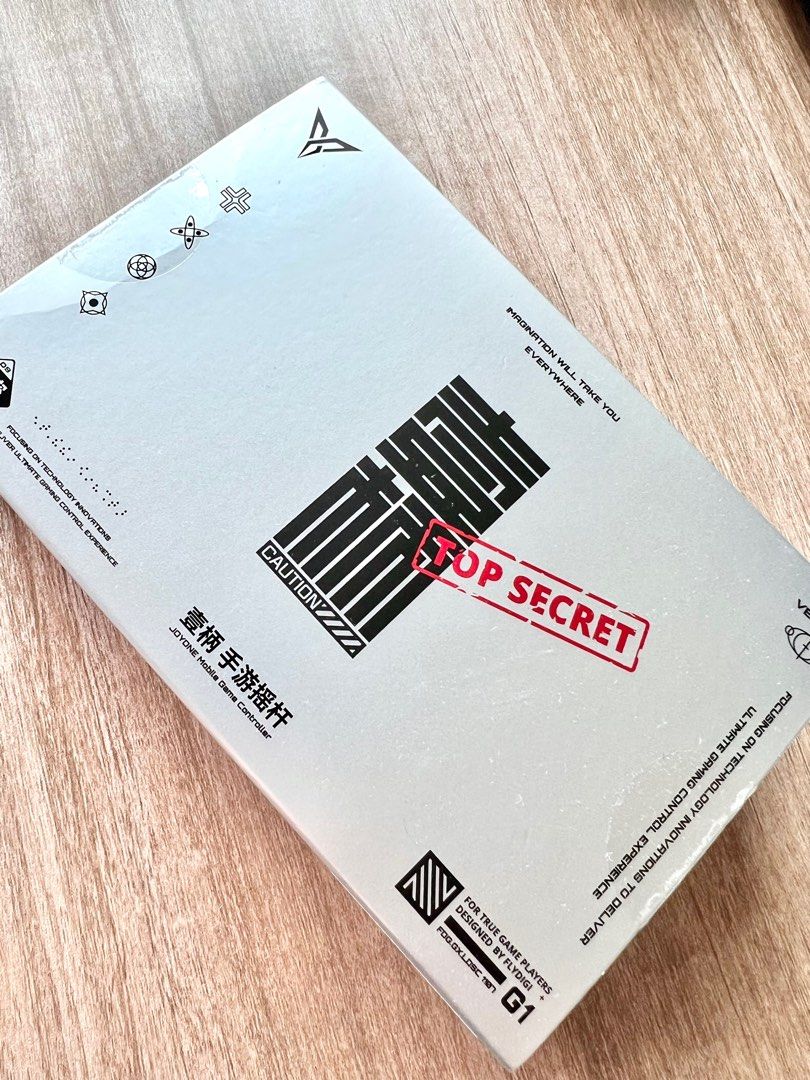 IMAGINATION WILL TAKE YOU
EVERYWHERE
FOCUSING ON TECHNOLOGY INNOVATIONS
ULTIMATE GAMING CONTROL EXPERIENCE
壹柄
CAUTION
TOP SECRET
壹柄 手游摇杆
JOYONE Mobile Game Controller
FOCUSING ON TECHNOLOGY INNOVATIONS TO DELIVER
ULTIMATE GAMING CONTROL EXPERIENCE
FOR TRUE GAME PLAYERS
DESIGNED BY FLYDIGI
G1